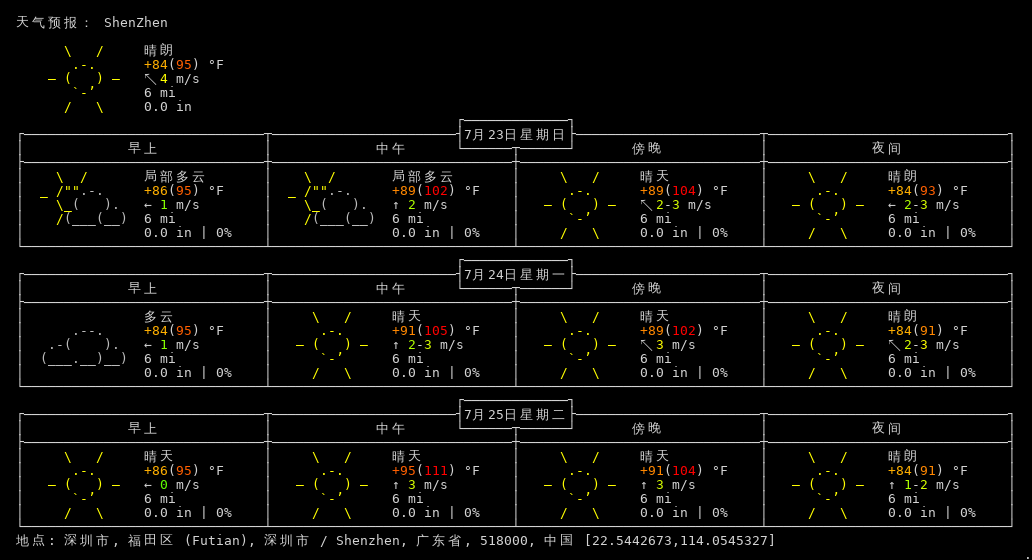 天气预报： ShenZhen
晴朗
+84(95) °F
↖ 4 m/s
6 mi
0.0 in
7月23日星期日
早上 中午 傍晚 夜间
局部多云 局部多云 晴天 晴朗
+86(95) °F +89(102) °F +89(104) °F +84(93) °F
← 1 m/s ↑ 2 m/s ↖ 2-3 m/s ← 2-3 m/s
6 mi 6 mi 6 mi 6 mi
0.0 in | 0% 0.0 in | 0% 0.0 in | 0% 0.0 in | 0%
7月24日星期一
早上 中午 傍晚 夜间
多云 晴天 晴天 晴朗
+84(95) °F +91(105) °F +89(102) °F +84(91) °F
← 1 m/s ↑ 2-3 m/s ↖ 3 m/s ↖ 2-3 m/s
6 mi 6 mi 6 mi 6 mi
0.0 in | 0% 0.0 in | 0% 0.0 in | 0% 0.0 in | 0%
7月25日星期二
早上 中午 傍晚 夜间
晴天 晴天 晴天 晴朗
+86(95) °F +95(111) °F +91(104) °F +84(91) °F
← 0 m/s ↑ 3 m/s ↑ 3 m/s ↑ 1-2 m/s
6 mi 6 mi 6 mi 6 mi
0.0 in | 0% 0.0 in | 0% 0.0 in | 0% 0.0 in | 0%
地点: 深圳市, 福田区 (Futian), 深圳市 / Shenzhen, 广东省, 518000, 中国 [22.5442673,114.0545327]